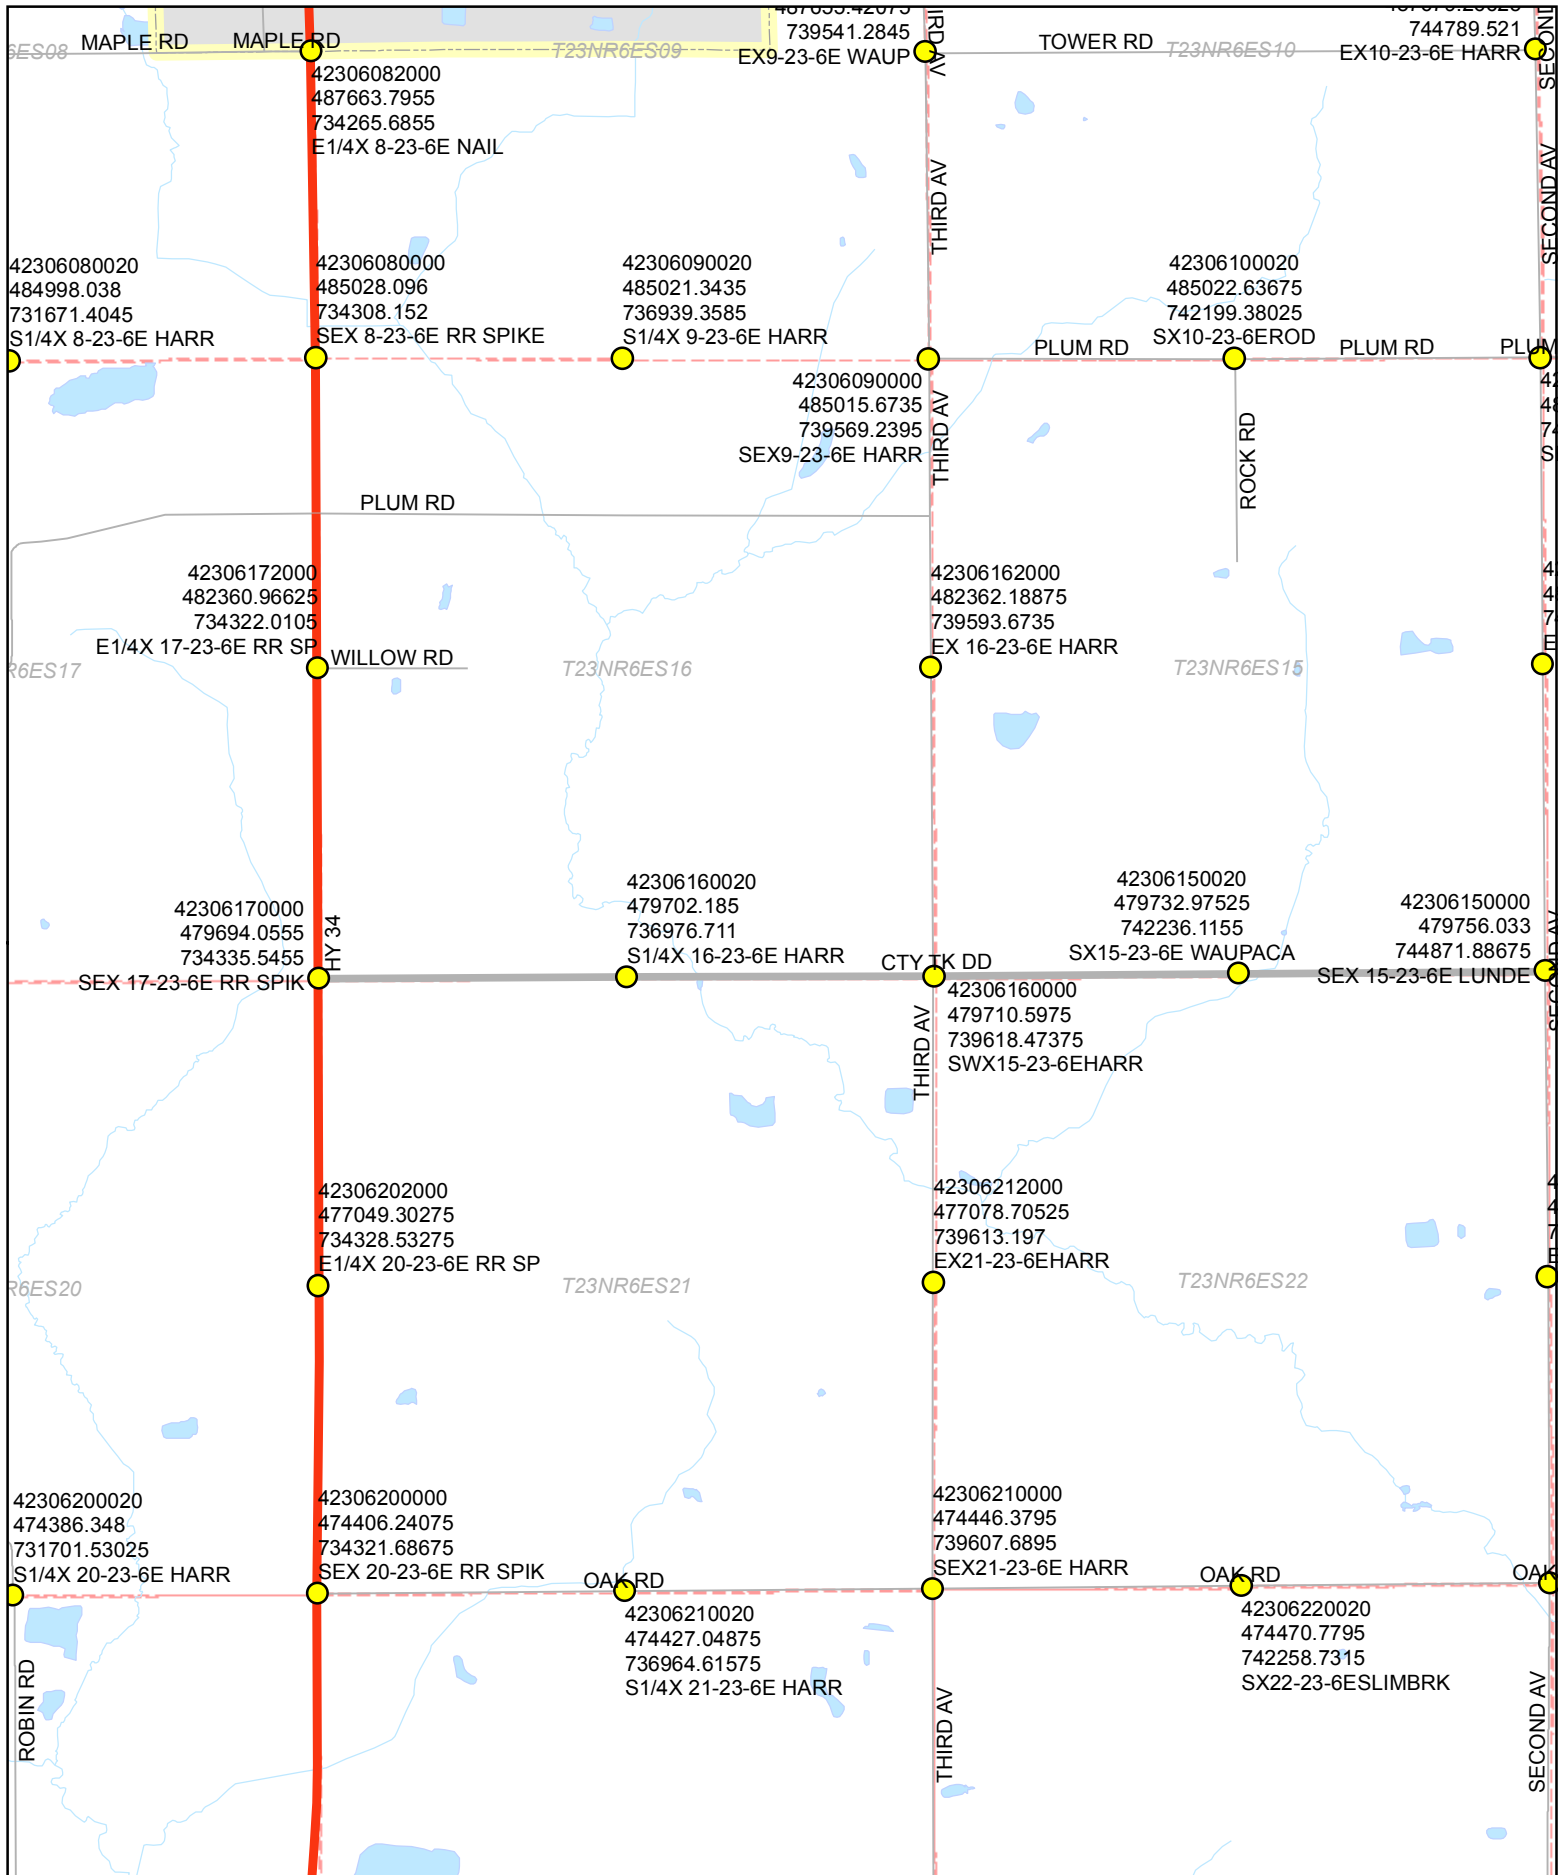 739541.2845
EX9-23-6E WAUP
744789.521
EX10-23-6E HARR
MAPLE RD
MAPLE RD
TOWER RD
T23NR6ES09
T23NR6ES10
6ES08
42306082000
487663.7955
734265.6855
E1/4X 8-23-6E NAIL
THIRD AV
SECOND AV
42306080020
484998.038
731671.4045
S1/4X 8-23-6E HARR
42306080000
485028.096
734308.152
SEX 8-23-6E RR SPIKE
42306090020
485021.3435
736939.3585
S1/4X 9-23-6E HARR
42306100020
485022.63675
742199.38025
SX10-23-6EROD
PLUM RD
PLUM RD
PLUM
42306090000
485015.6735
739569.2395
SEX9-23-6E HARR
THIRD AV
ROCK RD
PLUM RD
42306172000
482360.96625
734322.0105
E1/4X 17-23-6E RR SP
WILLOW RD
42306162000
482362.18875
739593.6735
EX 16-23-6E HARR
R6ES17
T23NR6ES16
T23NR6ES15
42306170000
479694.0555
734335.5455
SEX 17-23-6E RR SPIK
HY 34
42306160020
479702.185
736976.711
S1/4X 16-23-6E HARR
CTY TK DD
42306150020
479732.97525
742236.1155
SX15-23-6E WAUPACA
42306150000
479756.033
744871.88675
SEX 15-23-6E LUNDE
SECOND AV
42306160000
479710.5975
739618.47375
SWX15-23-6EHARR
THIRD AV
42306202000
477049.30275
734328.53275
E1/4X 20-23-6E RR SP
42306212000
477078.70525
739613.197
EX21-23-6EHARR
R6ES20
T23NR6ES21
T23NR6ES22
42306200020
474386.348
731701.53025
S1/4X 20-23-6E HARR
42306200000
474406.24075
734321.68675
SEX 20-23-6E RR SPIK
42306210000
474446.3795
739607.6895
SEX21-23-6E HARR
OAK RD
OAK RD
OAK
42306210020
474427.04875
736964.61575
S1/4X 21-23-6E HARR
42306220020
474470.7795
742258.7315
SX22-23-6ESLIMBRK
ROBIN RD
THIRD AV
SECOND AV